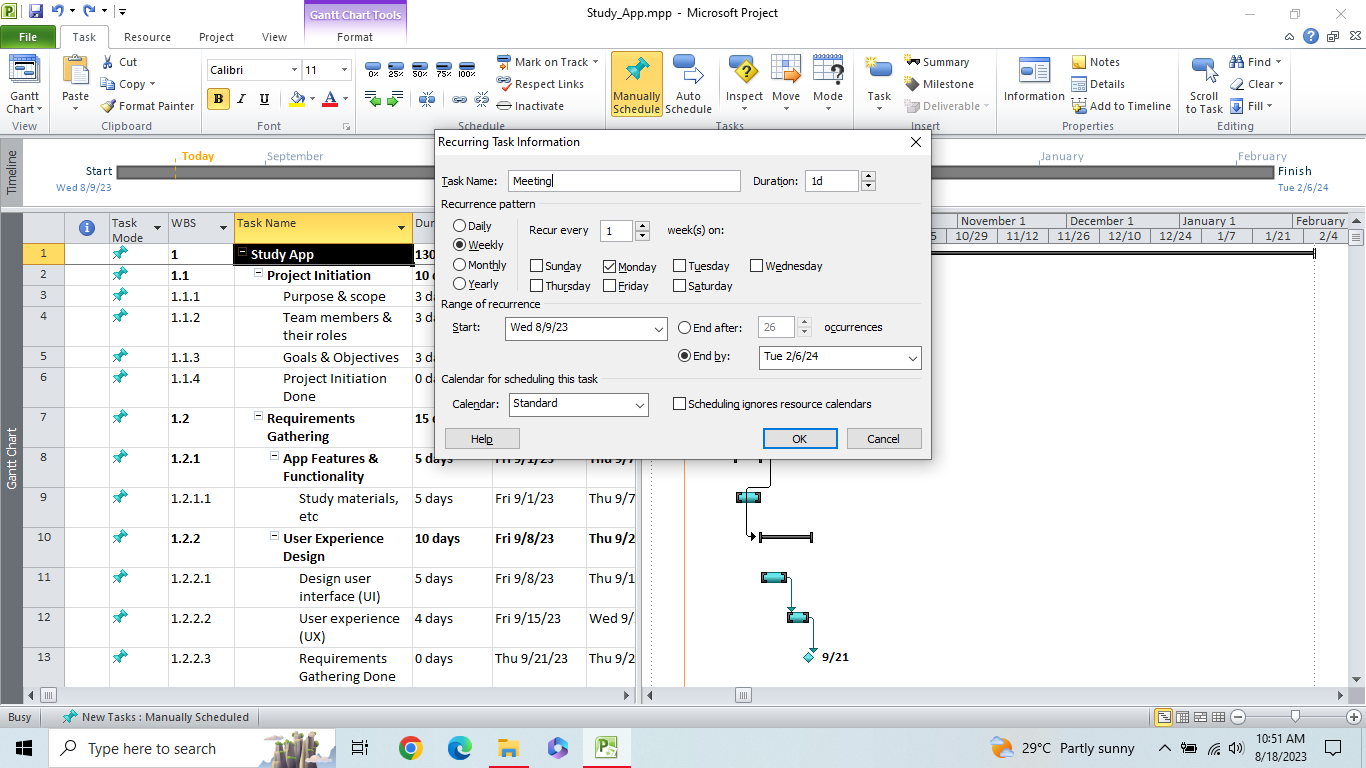 Study_App.mpp - Microsoft Project
Gantt Chart Tools
File Task Resource Project View Format
Gantt Chart
View
Paste
Cut
Copy
Format Painter
Clipboard
Calibri 11
B I U A
Font
0% 25% 50% 75% 100%
Mark on Track
Respect Links
Inactivate
Schedule
Manually Schedule
Auto Schedule
Inspect
Move
Mode
Tasks
Task
Summary
Milestone
Deliverable
Insert
Information
Notes
Details
Add to Timeline
Properties
Scroll to Task
Find
Clear
Fill
Editing
Timeline
Today September January February
Start
Wed 8/9/23
Finish
Tue 2/6/24
Recurring Task Information
Task Name: Meeting Duration: 1d
Recurrence pattern
Daily
Weekly
Monthly
Yearly
Recur every 1 week(s) on:
Sunday Monday Tuesday Wednesday
Thursday Friday Saturday
Range of recurrence
Start: Wed 8/9/23 End after: 26 occurrences
End by: Tue 2/6/24
Calendar for scheduling this task
Calendar: Standard Scheduling ignores resource calendars
Help OK Cancel
Gantt Chart
Task Mode WBS Task Name
November 1 December 1 January 1 February
10/29 11/12 11/26 12/10 12/24 1/7 1/21 2/4
1 1 Study App
2 1.1 Project Initiation
3 1.1.1 Purpose & scope
4 1.1.2 Team members & their roles
5 1.1.3 Goals & Objectives
6 1.1.4 Project Initiation Done
7 1.2 Requirements Gathering
8 1.2.1 App Features & Functionality 5 days Fri 9/1/23
9 1.2.1.1 Study materials, etc 5 days Fri 9/1/23 Thu 9/7
10 1.2.2 User Experience Design 10 days Fri 9/8/23 Thu 9/2
11 1.2.2.1 Design user interface (UI) 5 days Fri 9/8/23 Thu 9/1
12 1.2.2.2 User experience (UX) 4 days Fri 9/15/23 Wed 9/
13 1.2.2.3 Requirements Gathering Done 0 days Thu 9/21/23 Thu 9/2
9/21
Busy New Tasks : Manually Scheduled
Type here to search
29°C Partly sunny
10:51 AM
8/18/2023